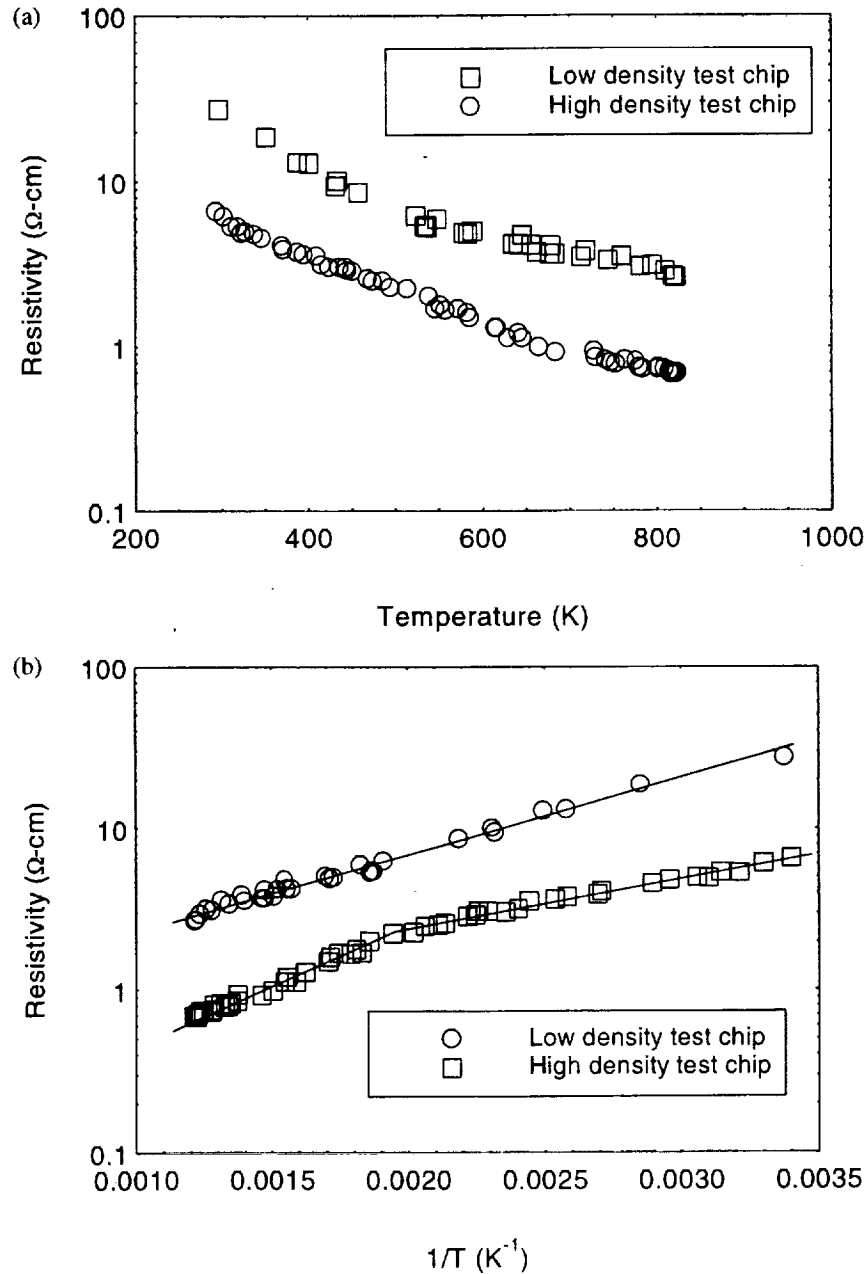 (a)
100
10
1
0.1
Resistivity (Ω-cm)
Low density test chip
High density test chip
200 400 600 800 1000
Temperature (K)
(b)
100
10
1
0.1
Resistivity (Ω-cm)
Low density test chip
High density test chip
0.0010 0.0015 0.0020 0.0025 0.0030 0.0035
1/T (K⁻¹)